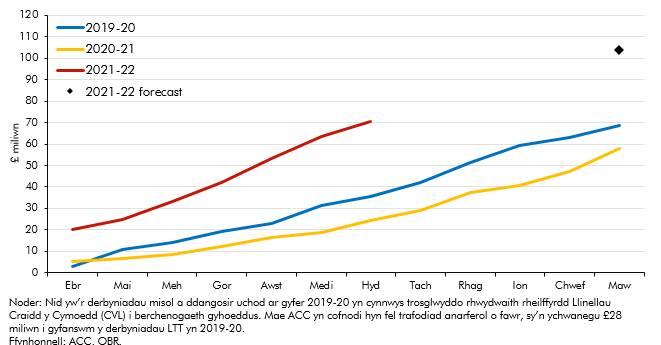 120
110
100
90
80
70
60
50
40
30
20
10
0
£ miliwn
2019-20
2020-21
2021-22
2021-22 forecast
Ebr Mai Meh Gor Awst Medi Hyd Tach Rhag Ion Chwef Maw
Noder: Nid yw'r derbyniadau misol a ddangosir uchod ar gyfer 2019-20 yn cynnwys trosglwyddo rhwydwaith rheilffyrdd Llinellau
Craidd y Cymoedd (CVL) i berchenogaeth gyhoeddus. Mae ACC yn cofnodi hyn fel trafodiad anarferol o fawr, sy'n ychwanegu £28
miliwn i gyfanswm y derbyniadau LTT yn 2019-20.
Ffynhonnell: ACC, OBR.